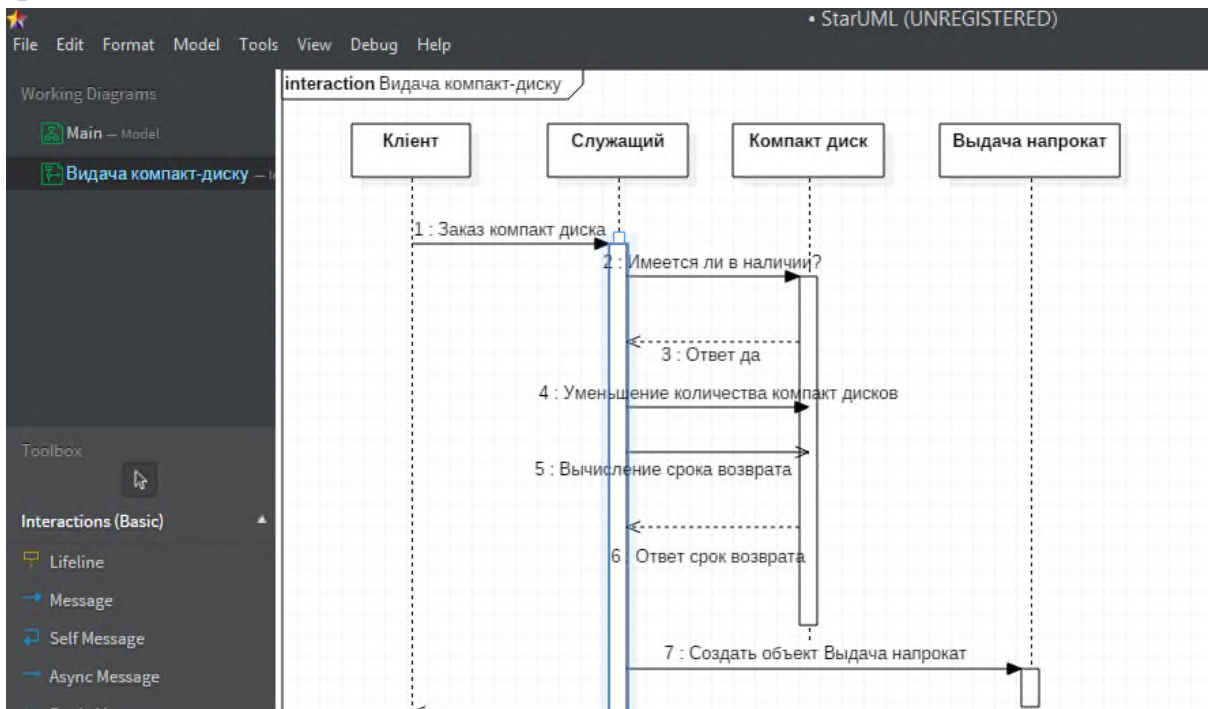 • StarUML (UNREGISTERED)
File Edit Format Model Tools View Debug Help
Working Diagrams
Main — Model
Видача компакт-диску —
interaction Видача компакт-диску
Клієнт
Служащий
Компакт диск
Выдача напрокат
1 : Заказ компакт диска
2 : Имеется ли в наличии?
3 : Ответ да
4 : Уменьшение количества компакт дисков
5 : Вычисление срока возврата
6 : Ответ срок возврата
7 : Создать объект Выдача напрокат
Toolbox
Interactions (Basic)
Lifeline
Message
Self Message
Async Message